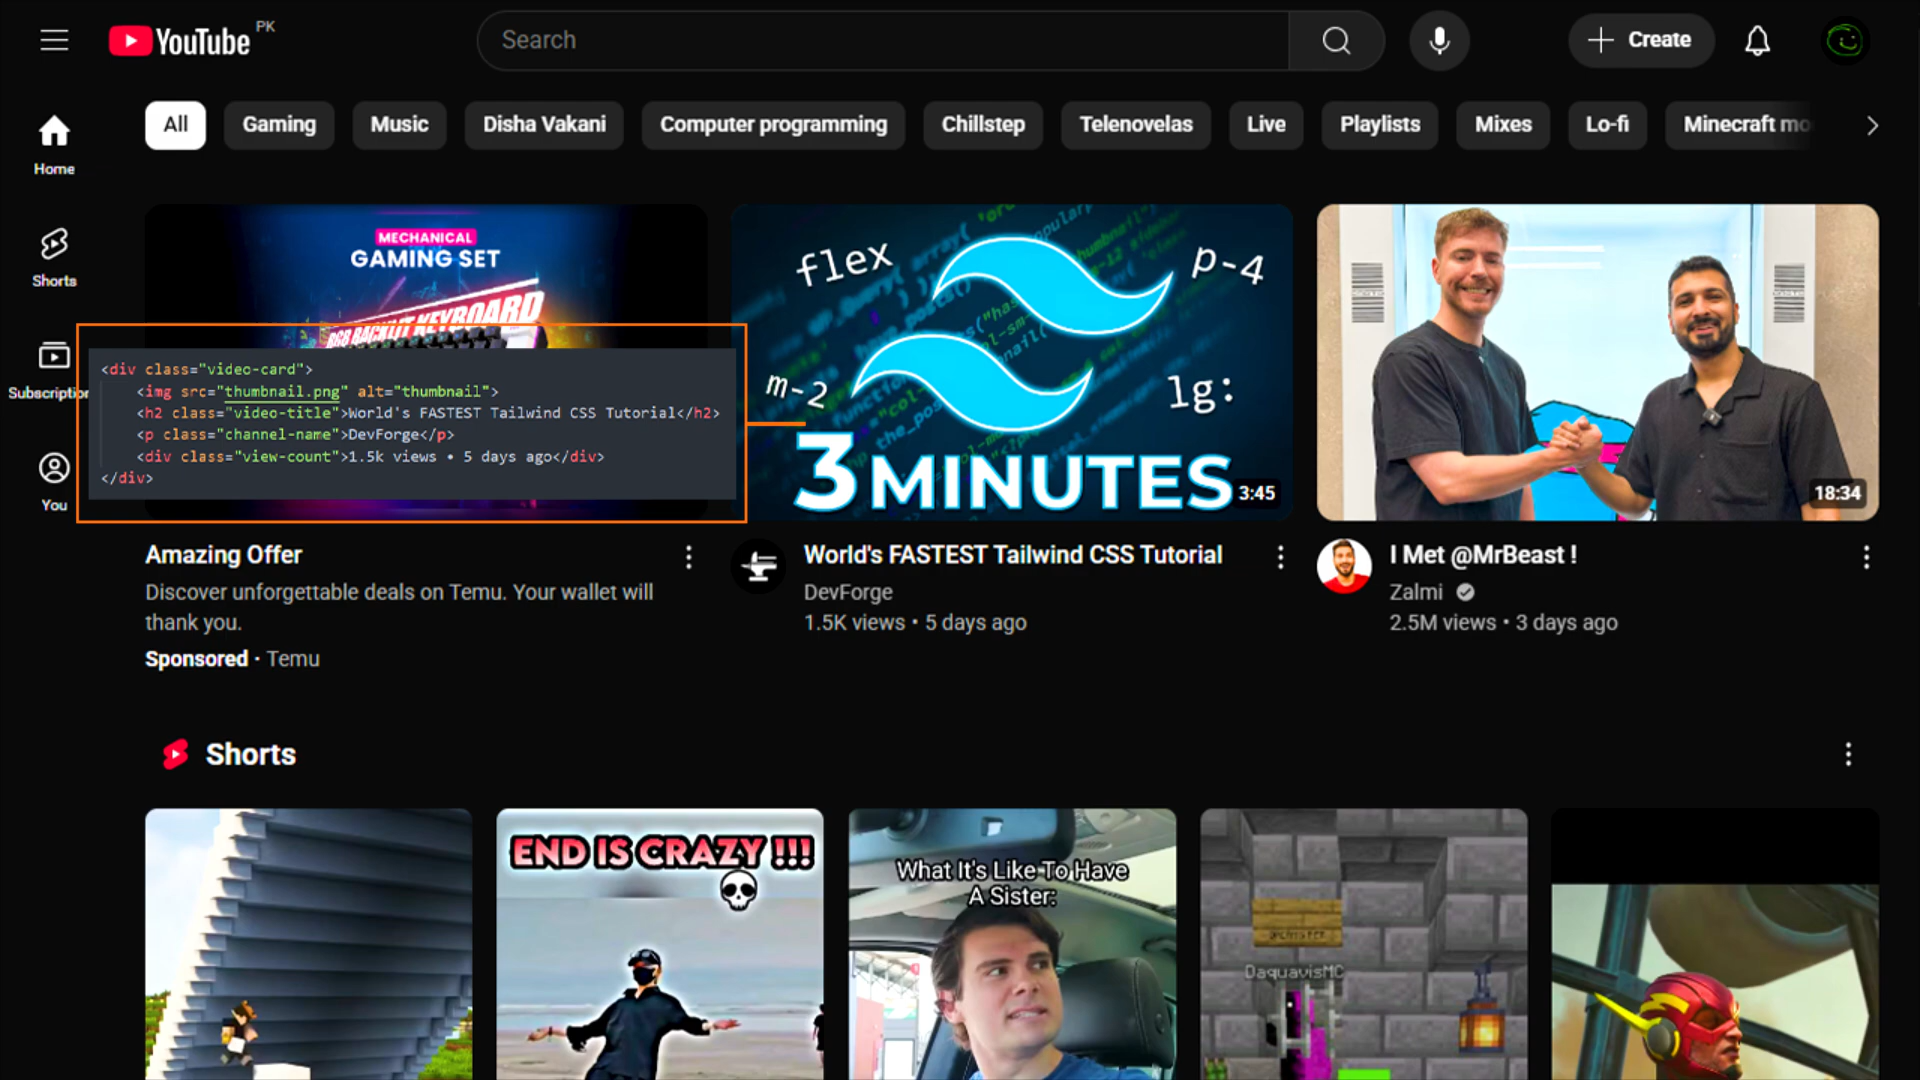 YouTube PK
Search
Create
Home
Shorts
Subscription
You
All
Gaming
Music
Disha Vakani
Computer programming
Chillstep
Telenovelas
Live
Playlists
Mixes
Lo-fi
Minecraft mo
MECHANICAL
GAMING SET
RGB BACKLIT KEYBOARD
<div class="video-card">
<img src="thumbnail.png" alt="thumbnail">
<h2 class="video-title">World's FASTEST Tailwind CSS Tutorial</h2>
<p class="channel-name">DevForge</p>
<div class="view-count">1.5k views • 5 days ago</div>
</div>
flex
p-4
m-2
lg:
3 MINUTES
3:45
18:34
Amazing Offer
Discover unforgettable deals on Temu. Your wallet will
thank you.
Sponsored · Temu
World's FASTEST Tailwind CSS Tutorial
DevForge
1.5K views • 5 days ago
I Met @MrBeast !
Zalmi
2.5M views • 3 days ago
Shorts
END IS CRAZY !!!
What It's Like To Have
A Sister:
DaquavisMC